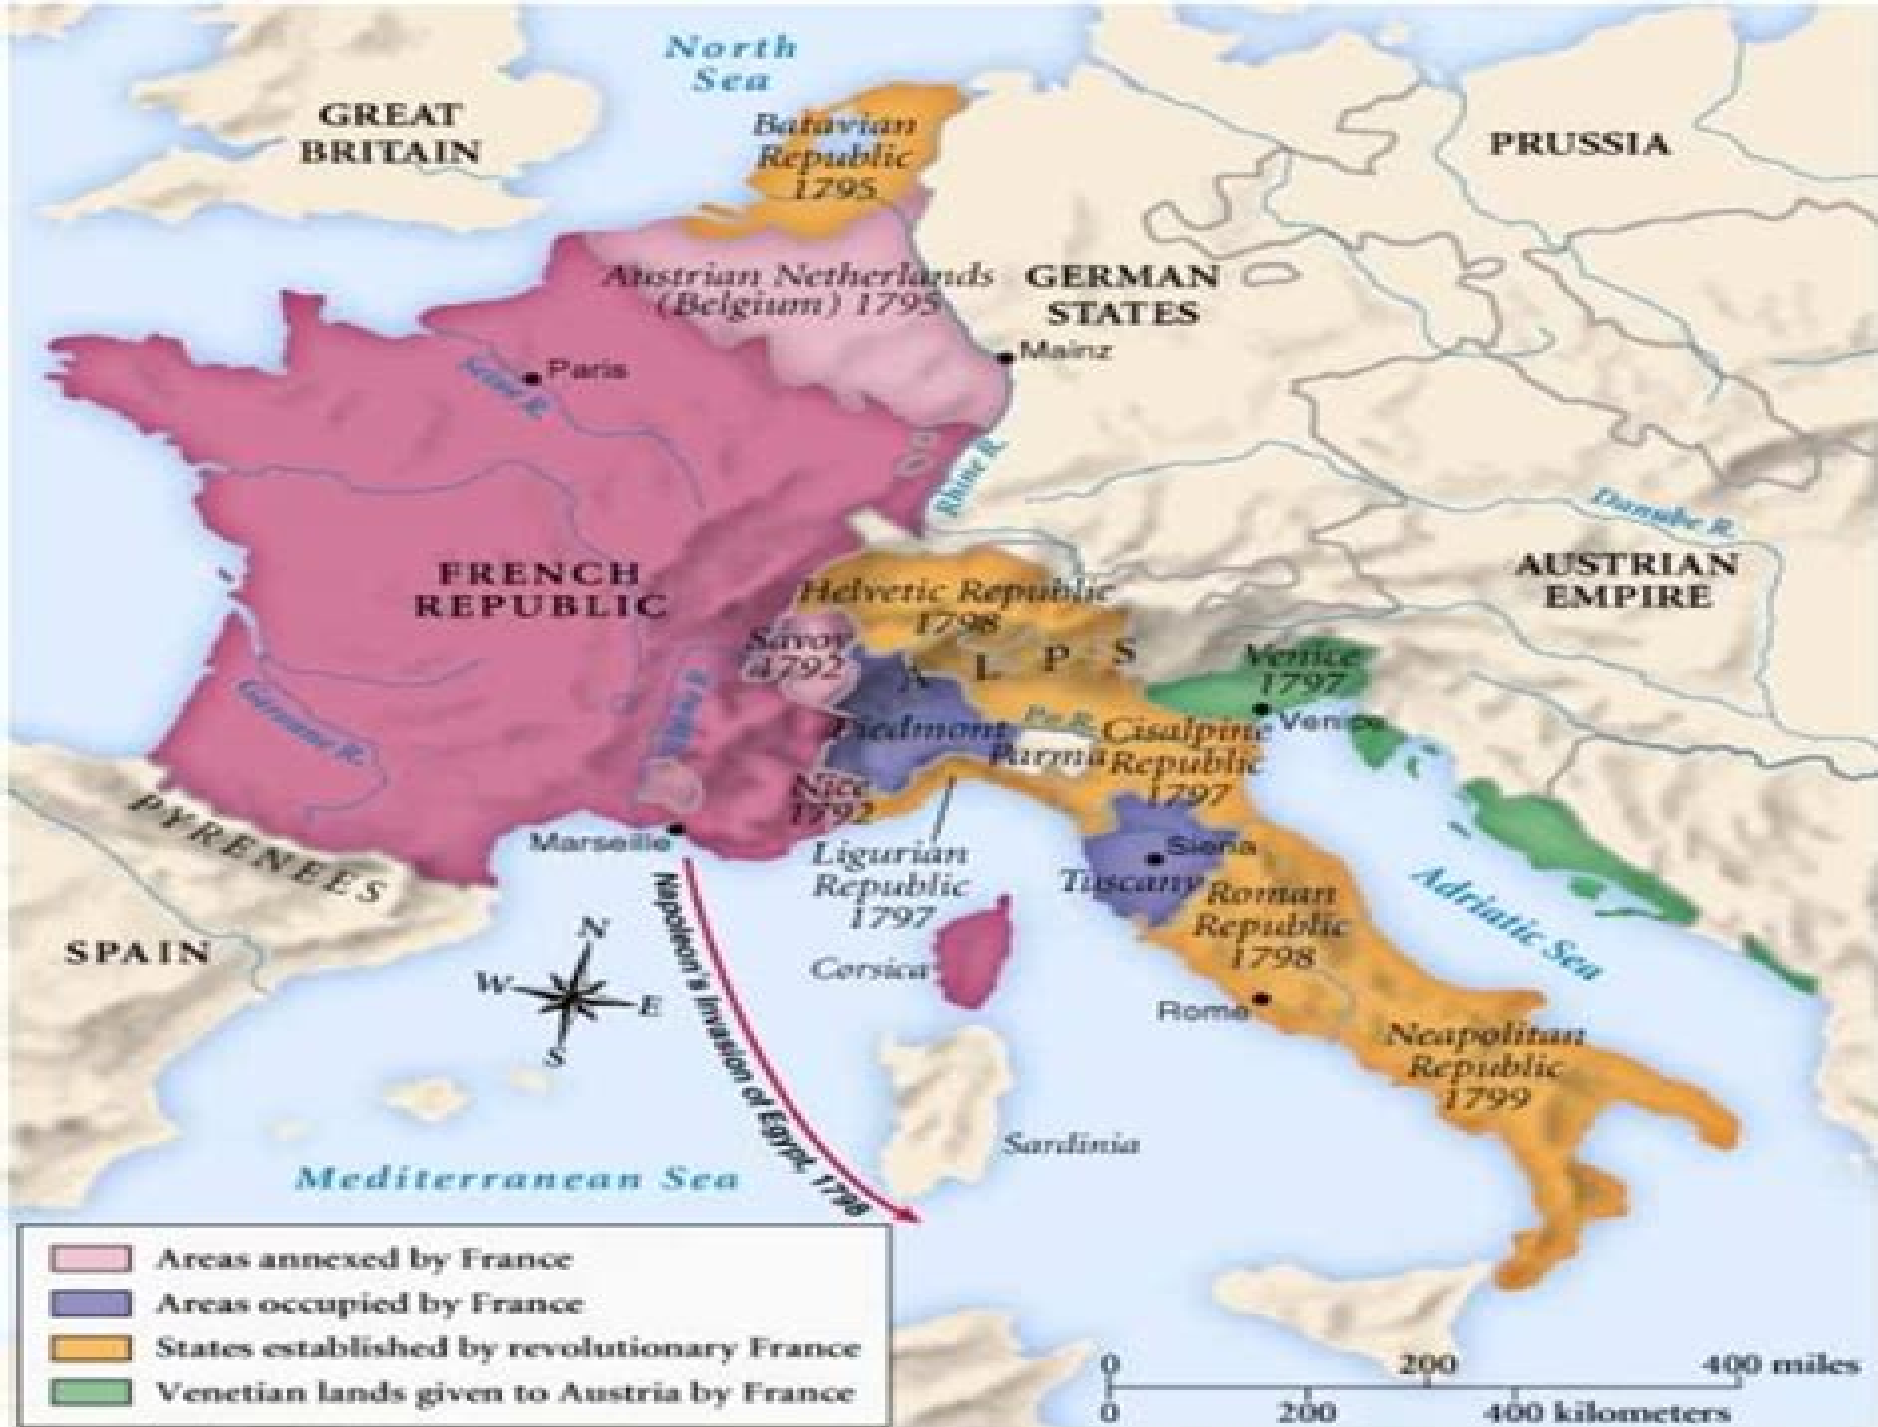 North
Sea
GREAT
BRITAIN
Batavian
Republic
1795
PRUSSIA
Austrian Netherlands
(Belgium) 1795
GERMAN
STATES
Mainz
Paris
Seine R.
Rhine R.
Danube R.
FRENCH
REPUBLIC
AUSTRIAN
EMPIRE
Helvetic Republic
1798
Savoy
1792
A L P S
Venice
1797
Venice
Garonne R.
Rhône R.
Piedmont
Po R.
Parma
Cisalpine
Republic
1797
Nice
1792
PYRENEES
Marseille
Ligurian
Republic
1797
Siena
Tuscany
Roman
Republic
1798
Adriatic Sea
SPAIN
N
W
E
S
Corsica
Rome
Napoleon's Invasion of Egypt, 1798
Neapolitan
Republic
1799
Sardinia
Mediterranean Sea
Areas annexed by France
Areas occupied by France
States established by revolutionary France
Venetian lands given to Austria by France
0 200 400 miles
0 200 400 kilometers